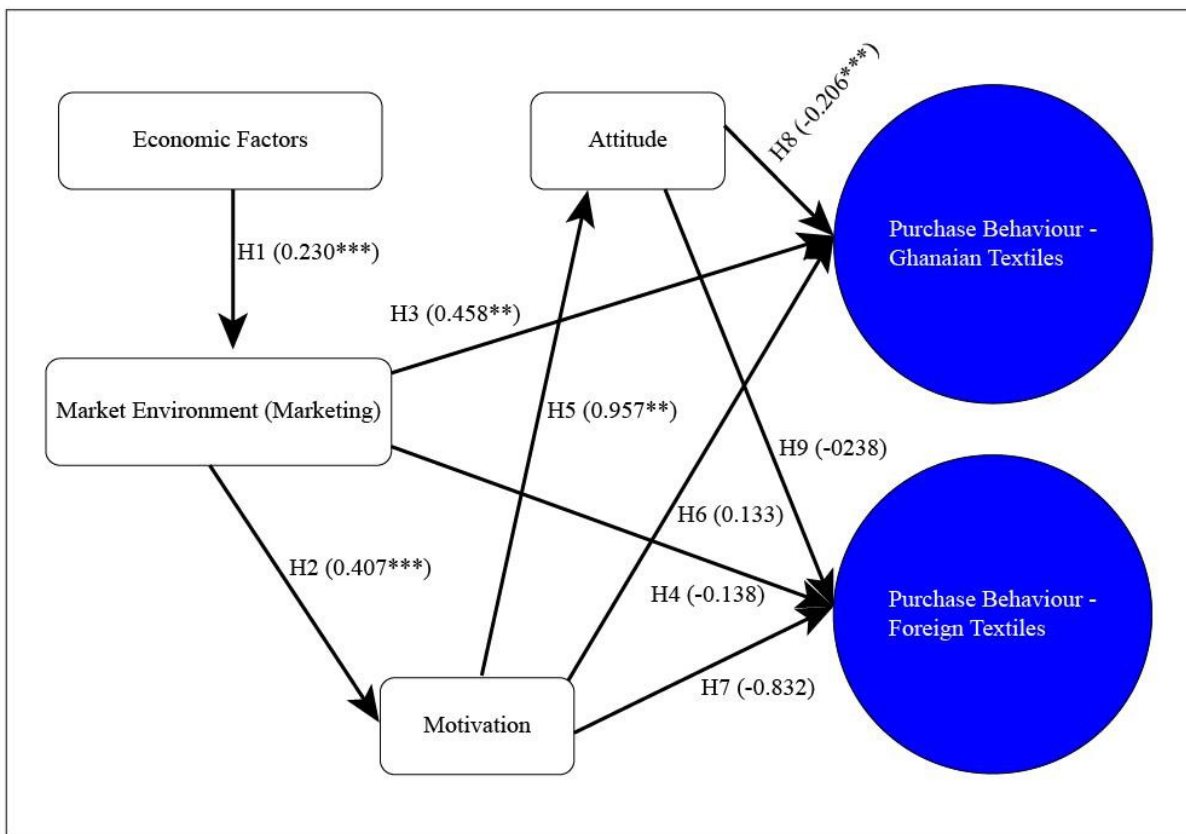 Economic Factors
Attitude
H8 (-0.206***)
Purchase Behaviour -
Ghanaian Textiles
H1 (0.230***)
H3 (0.458**)
Market Environment (Marketing)
H5 (0.957**)
H9 (-0238)
H6 (0.133)
H2 (0.407***)
H4 (-0.138)
Purchase Behaviour -
Foreign Textiles
H7 (-0.832)
Motivation